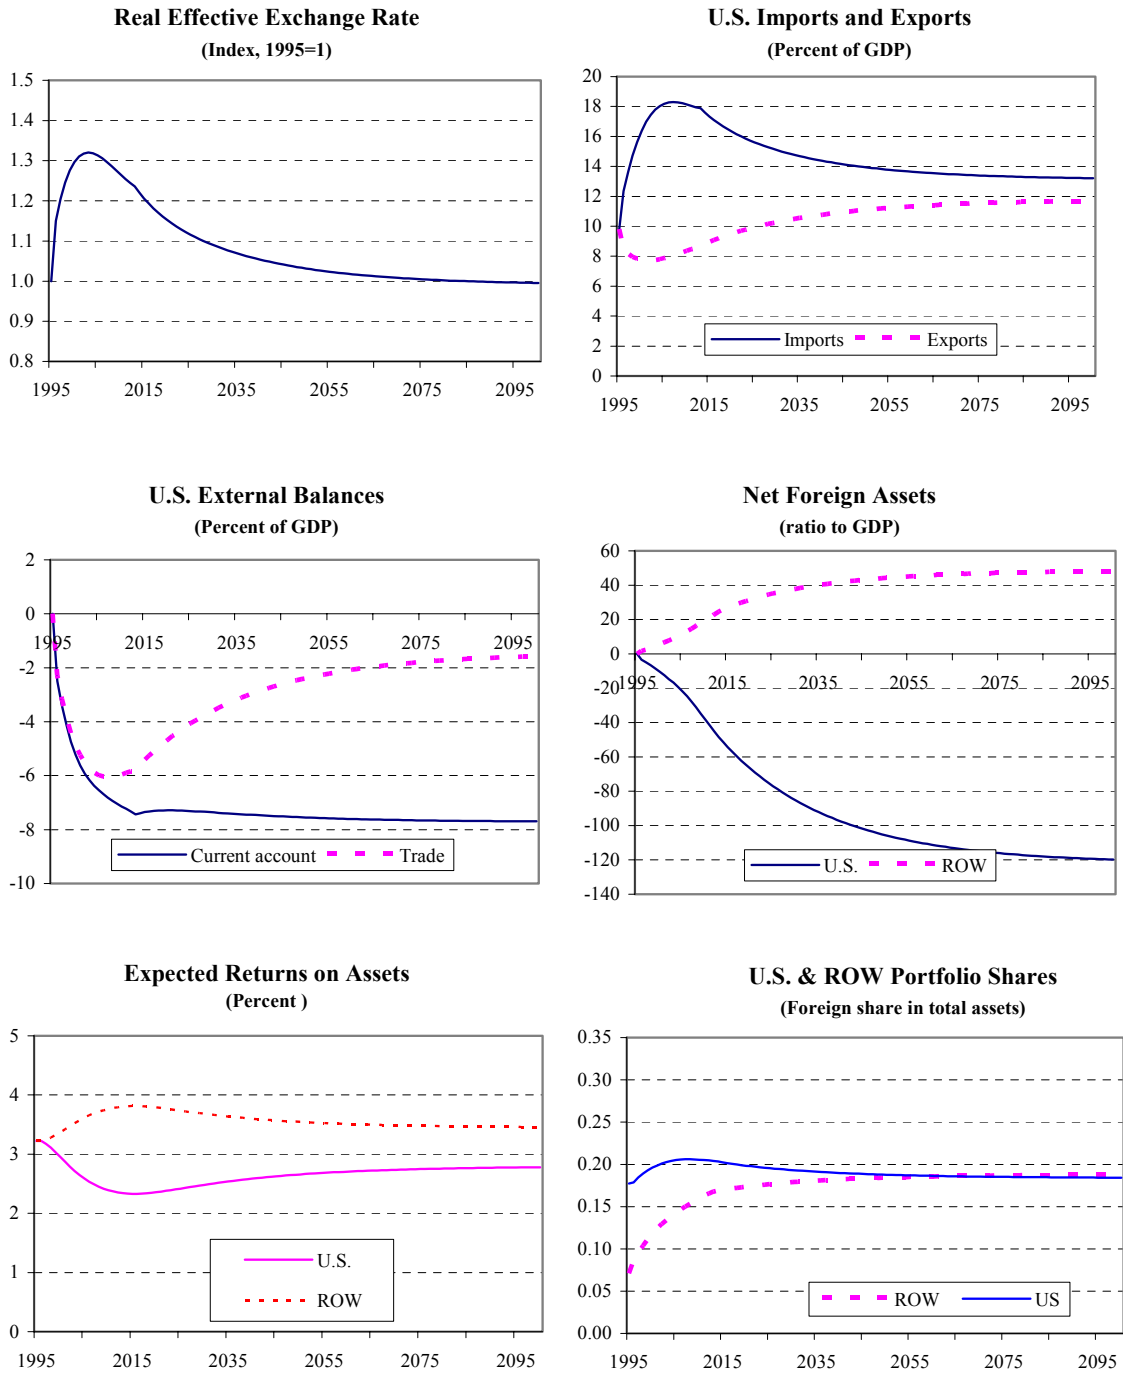 Real Effective Exchange Rate
(Index, 1995=1)
1.5
1.4
1.3
1.2
1.1
1.0
0.9
0.8
1995 2015 2035 2055 2075 2095
U.S. Imports and Exports
(Percent of GDP)
20
18
16
14
12
10
8
6
4
2
0
Imports Exports
1995 2015 2035 2055 2075 2095
U.S. External Balances
(Percent of GDP)
2
0
-2
-4
-6
-8
-10
1995 2015 2035 2055 2075 2095
Current account Trade
Net Foreign Assets
(ratio to GDP)
60
40
20
0
-20
-40
-60
-80
-100
-120
-140
1995 2015 2035 2055 2075 2095
U.S. ROW
Expected Returns on Assets
(Percent )
5
4
3
2
1
0
U.S.
ROW
1995 2015 2035 2055 2075 2095
U.S. & ROW Portfolio Shares
(Foreign share in total assets)
0.35
0.30
0.25
0.20
0.15
0.10
0.05
0.00
ROW US
1995 2015 2035 2055 2075 2095